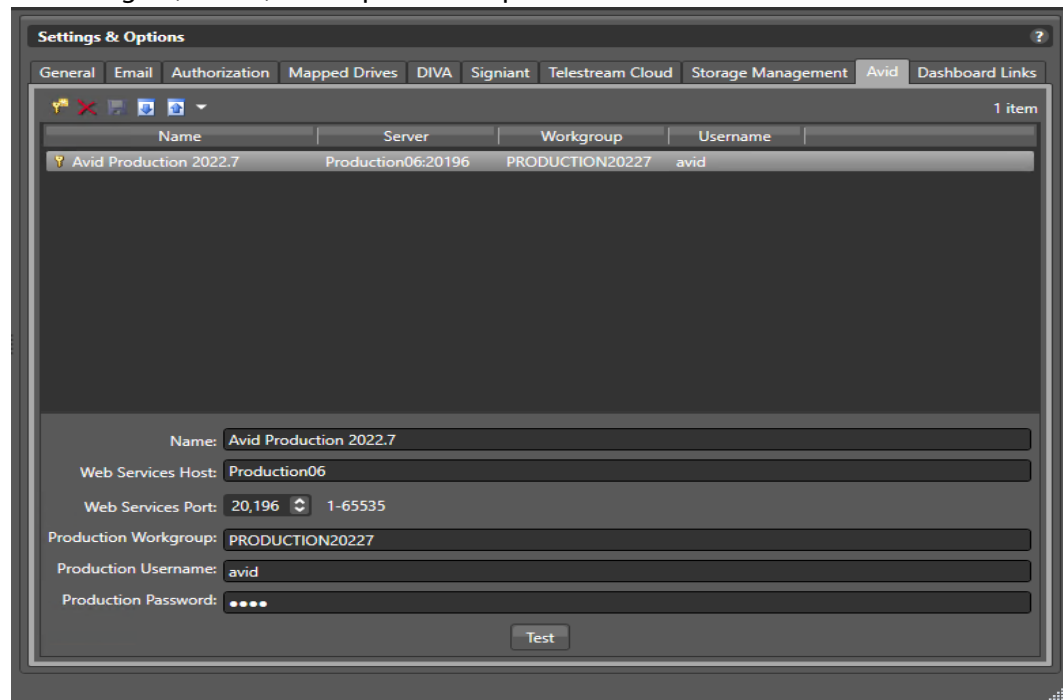 Settings & Options ?
General Email Authorization Mapped Drives DIVA Signiant Telestream Cloud Storage Management Avid Dashboard Links
1 item
Name Server Workgroup Username
Avid Production 2022.7 Production06:20196 PRODUCTION20227 avid
Name: Avid Production 2022.7
Web Services Host: Production06
Web Services Port: 20,196 1-65535
Production Workgroup: PRODUCTION20227
Production Username: avid
Production Password: ••••
Test